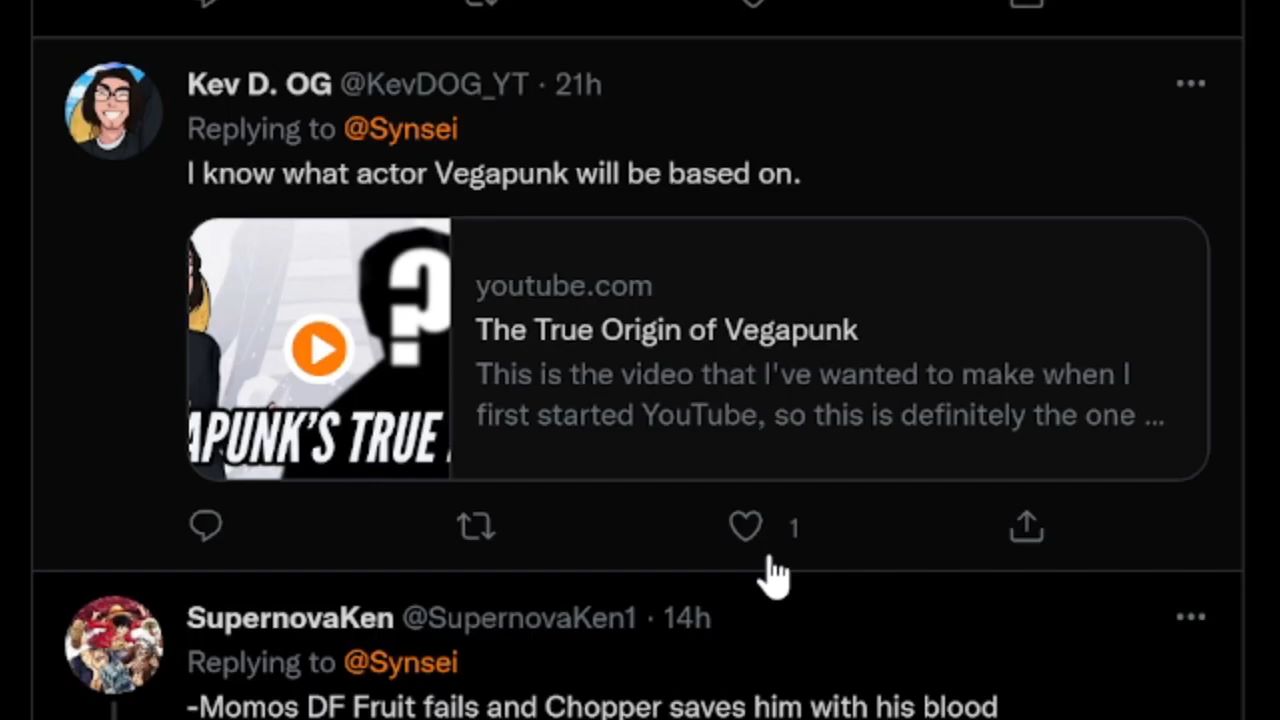 Kev D. OG @KevDOG_YT · 21h
Replying to @Synsei
I know what actor Vegapunk will be based on.
?
APUNK'S TRUE
youtube.com
The True Origin of Vegapunk
This is the video that I've wanted to make when I
first started YouTube, so this is definitely the one ...
1
SupernovaKen @SupernovaKen1 · 14h
Replying to @Synsei
-Momos DF Fruit fails and Chopper saves him with his blood